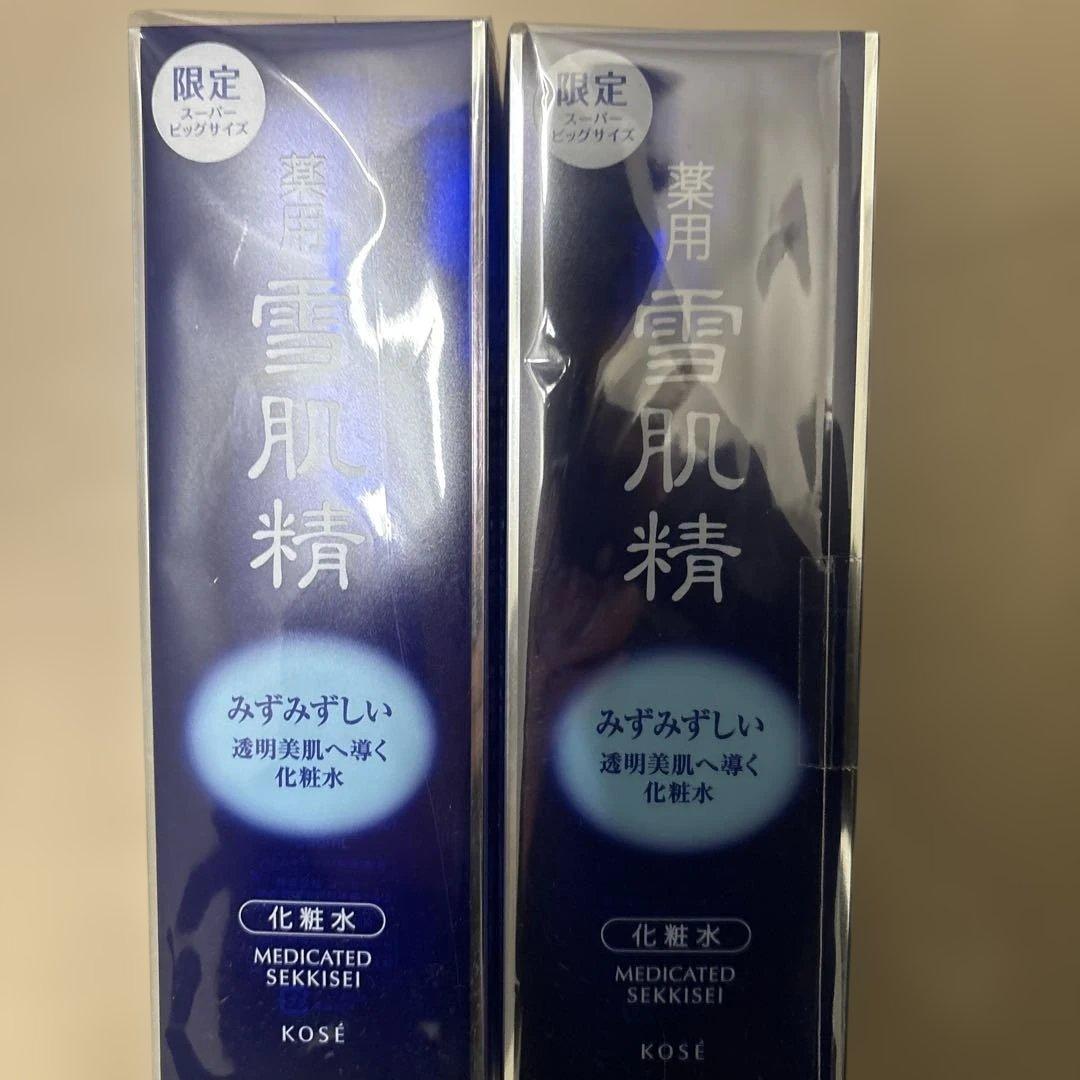 限定
スーパー
ビッグサイズ
薬用
雪肌精
みずみずしい
透明美肌へ導く
化粧水
化粧水
MEDICATED
SEKKISEI
KOSÉ
限定
スーパー
ビッグサイズ
薬用
雪肌精
みずみずしい
透明美肌へ導く
化粧水
化粧水
MEDICATED
SEKKISEI
KOSÉ